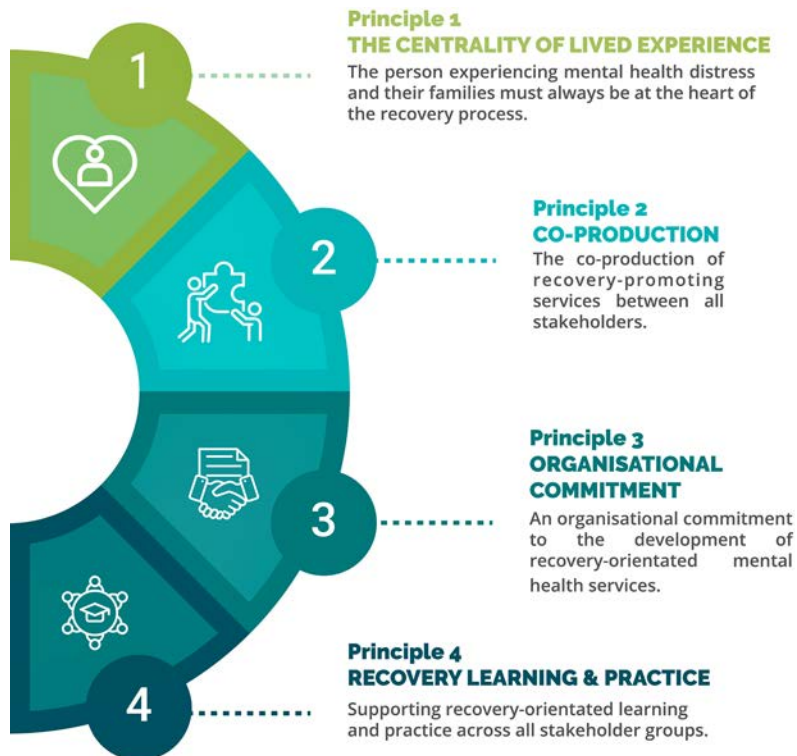 1
Principle 1
THE CENTRALITY OF LIVED EXPERIENCE
The person experiencing mental health distress
and their families must always be at the heart of
the recovery process.
2
Principle 2
CO-PRODUCTION
The co-production of
recovery-promoting
services between all
stakeholders.
3
Principle 3
ORGANISATIONAL
COMMITMENT
An organisational commitment
to the development of
recovery-orientated mental
health services.
4
Principle 4
RECOVERY LEARNING & PRACTICE
Supporting recovery-orientated learning
and practice across all stakeholder groups.